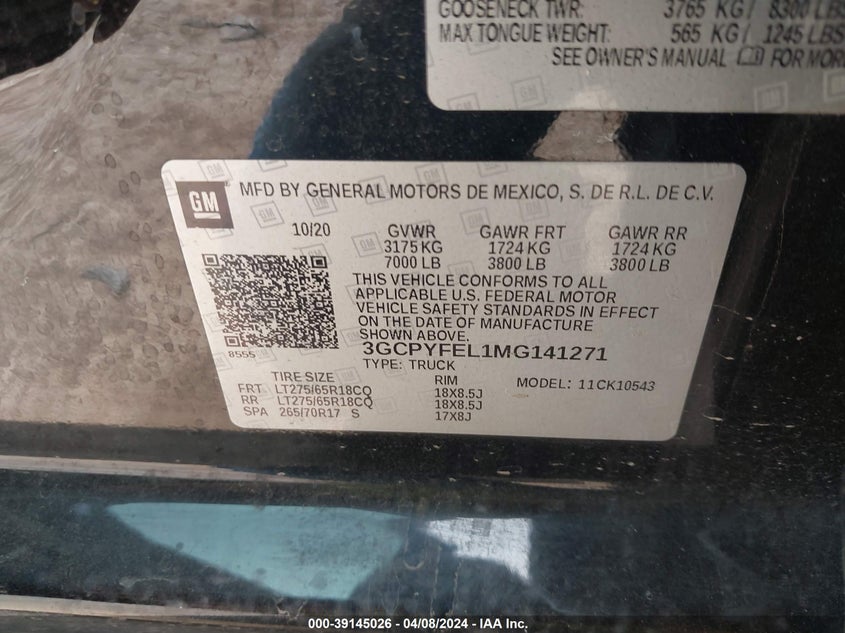 GOOSENECK TWR: 3765 KG/ 8300 LBS
MAX TONGUE WEIGHT: 565 KG/ 1245 LBS
SEE OWNER'S MANUAL FOR MORE
GM
MFD BY GENERAL MOTORS DE MEXICO, S. DE R.L. DE C.V.
10/20 GVWR GAWR FRT GAWR RR
3175 KG 1724 KG 1724 KG
7000 LB 3800 LB 3800 LB
THIS VEHICLE CONFORMS TO ALL
APPLICABLE U.S. FEDERAL MOTOR
VEHICLE SAFETY STANDARDS IN EFFECT
ON THE DATE OF MANUFACTURE
SHOWN ABOVE.
8555
3GCPYFEL1MG141271
TYPE: TRUCK
TIRE SIZE RIM MODEL: 11CK10543
FRT LT275/65R18CQ 18X8.5J
RR LT275/65R18CQ 18X8.5J
SPA 265/70R17 S 17X8J
000-39145026 - 04/08/2024 - IAA Inc.